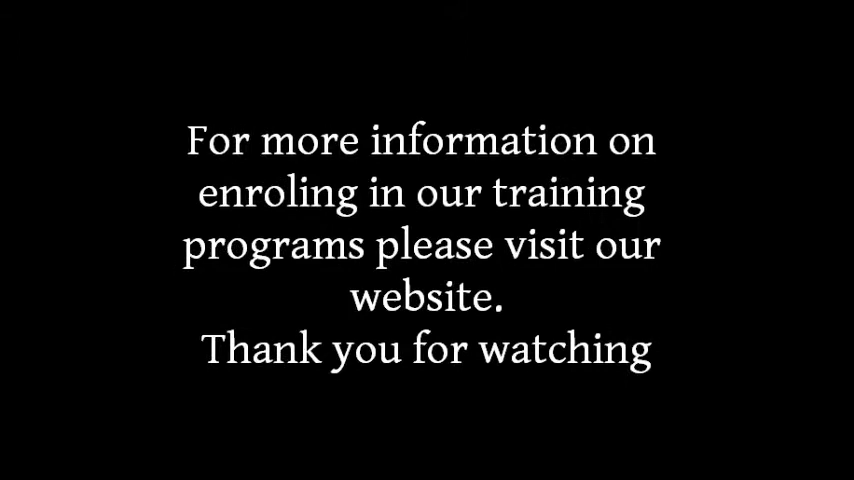 For more information on
enroling in our training
programs please visit our
website.
Thank you for watching